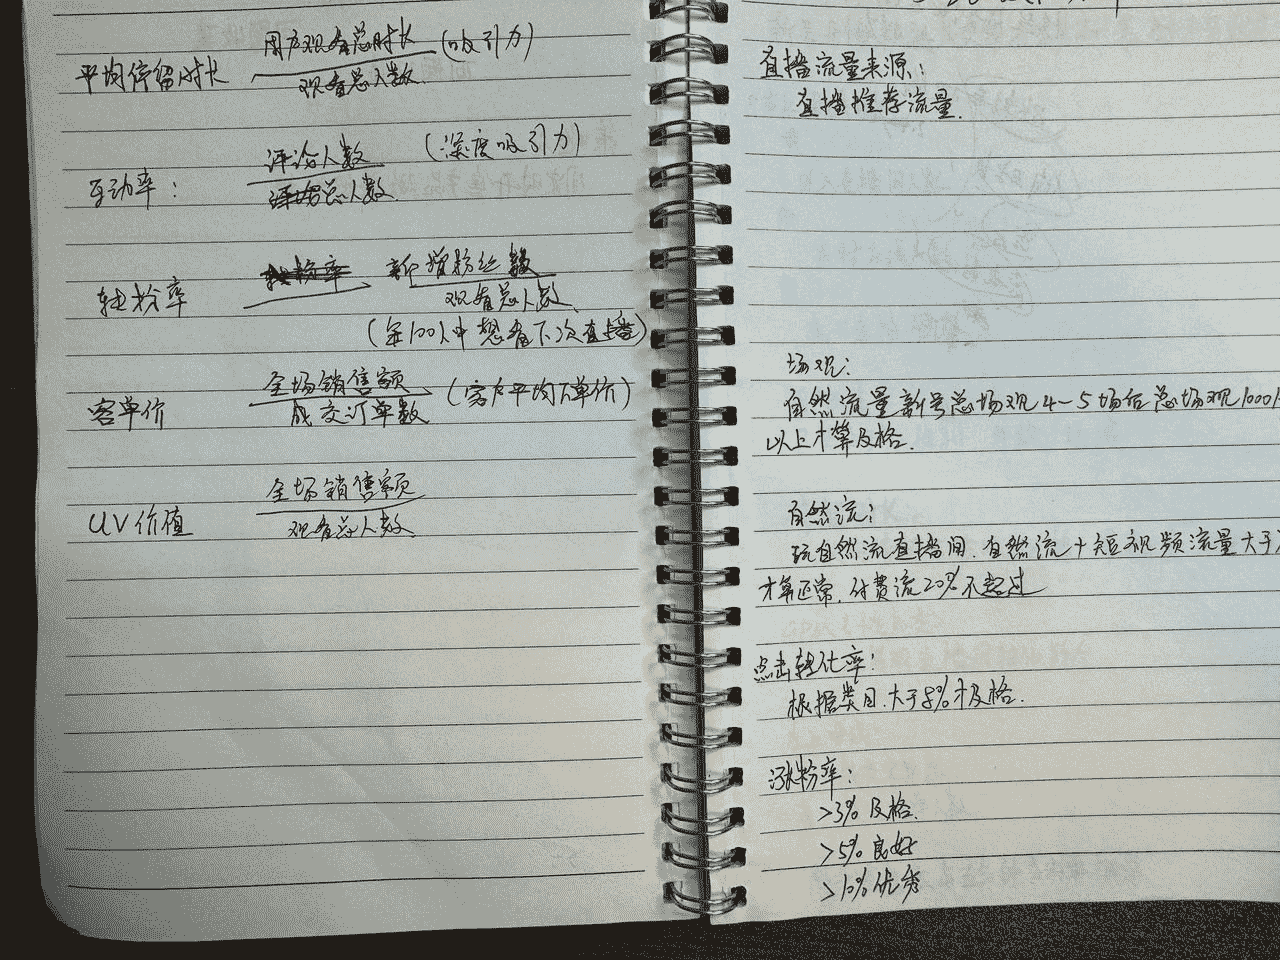 平均停留时长
用户观看总时长 (吸引力)
观看总人数
互动率:
评论人数 (深度吸引力)
总人数
转粉率
新增粉丝数
观看总人数
(每100人中想看下次直播)
客单价
全场销售额 (客户平均下单价)
成交订单数
UV价值
全场销售额
观看总人数
直播流量来源:
直播推荐流量.
场观:
自然流量新号总场观4-5场后总场观1000
以上才算及格.
自然流:
玩自然流直播间.自然流+短视频流量大于
才算正常.付费流20%不超过
点击转化率:
根据类目.大于8%才及格.
涨粉率:
>3% 及格.
>5% 良好
>10% 优秀